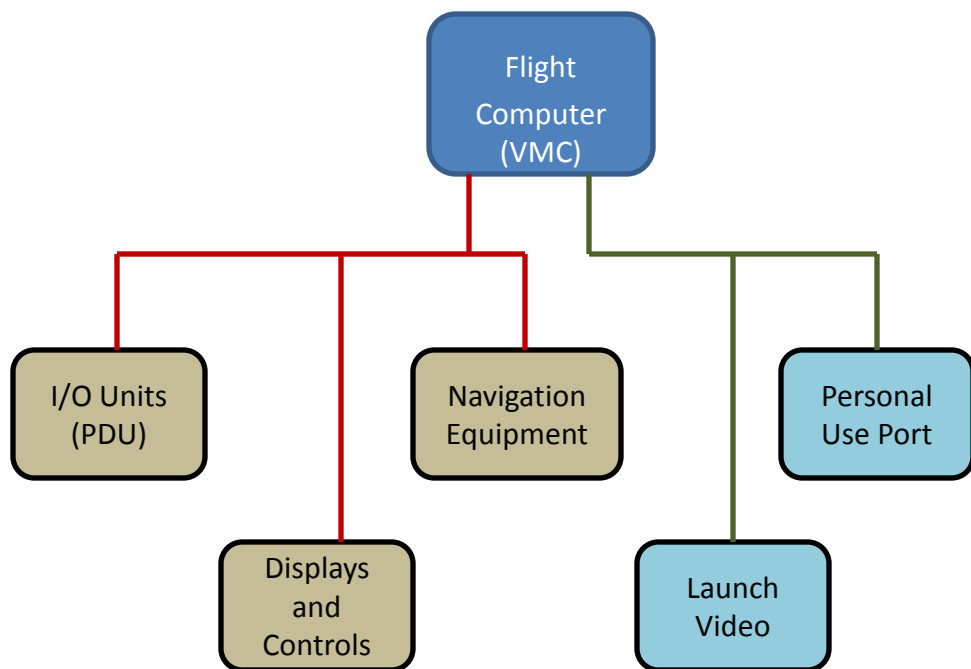 Flight
Computer
(VMC)
I/O Units
(PDU)
Navigation
Equipment
Personal
Use Port
Displays
and
Controls
Launch
Video